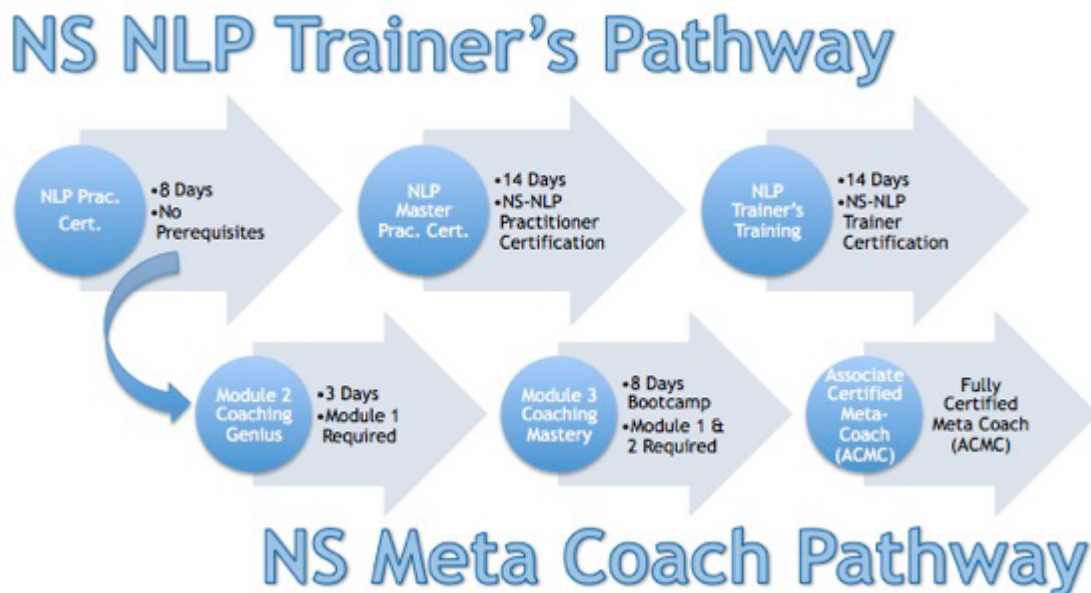 NS NLP Trainer's Pathway
NLP Prac.
Cert.
•8 Days
•No
Prerequisites
NLP
Master
Prac. Cert.
•14 Days
•NS-NLP
Practitioner
Certification
NLP
Trainer's
Training
•14 Days
•NS-NLP
Trainer
Certification
Module 2
Coaching
Genius
•3 Days
•Module 1
Required
Module 3
Coaching
Mastery
•8 Days
Bootcamp
•Module 1 &
2 Required
Associate
Certified
Meta-
Coach
(ACMC)
Fully
Certified
Meta Coach
(ACMC)
NS Meta Coach Pathway